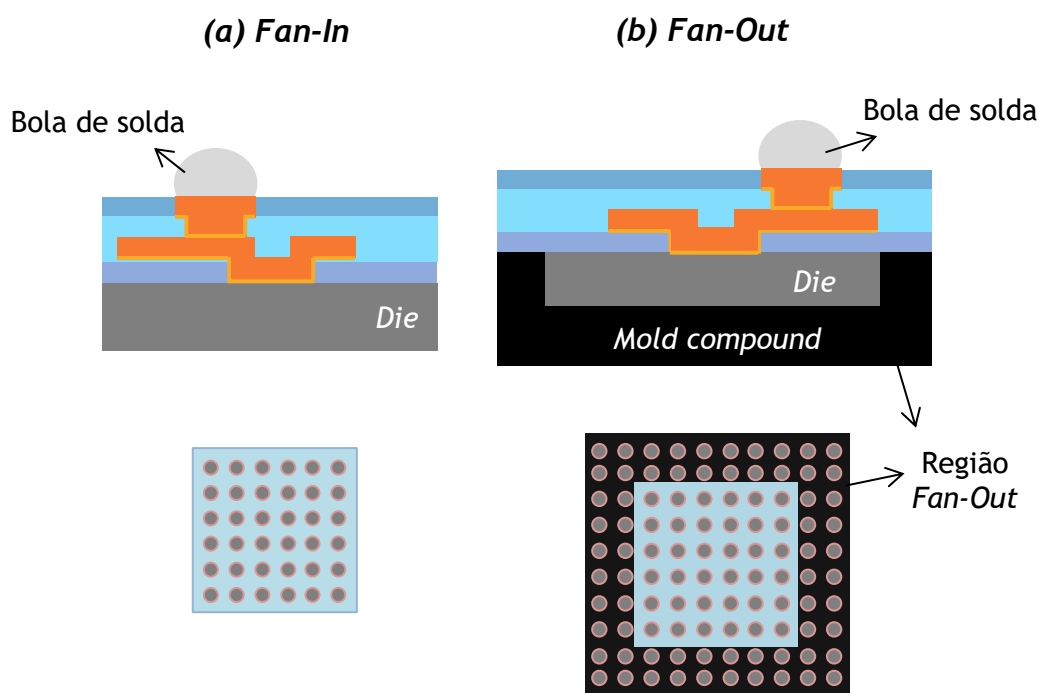 (a) Fan-In
(b) Fan-Out
Bola de solda
Bola de solda
Die
Die
Mold compound
Região
Fan-Out